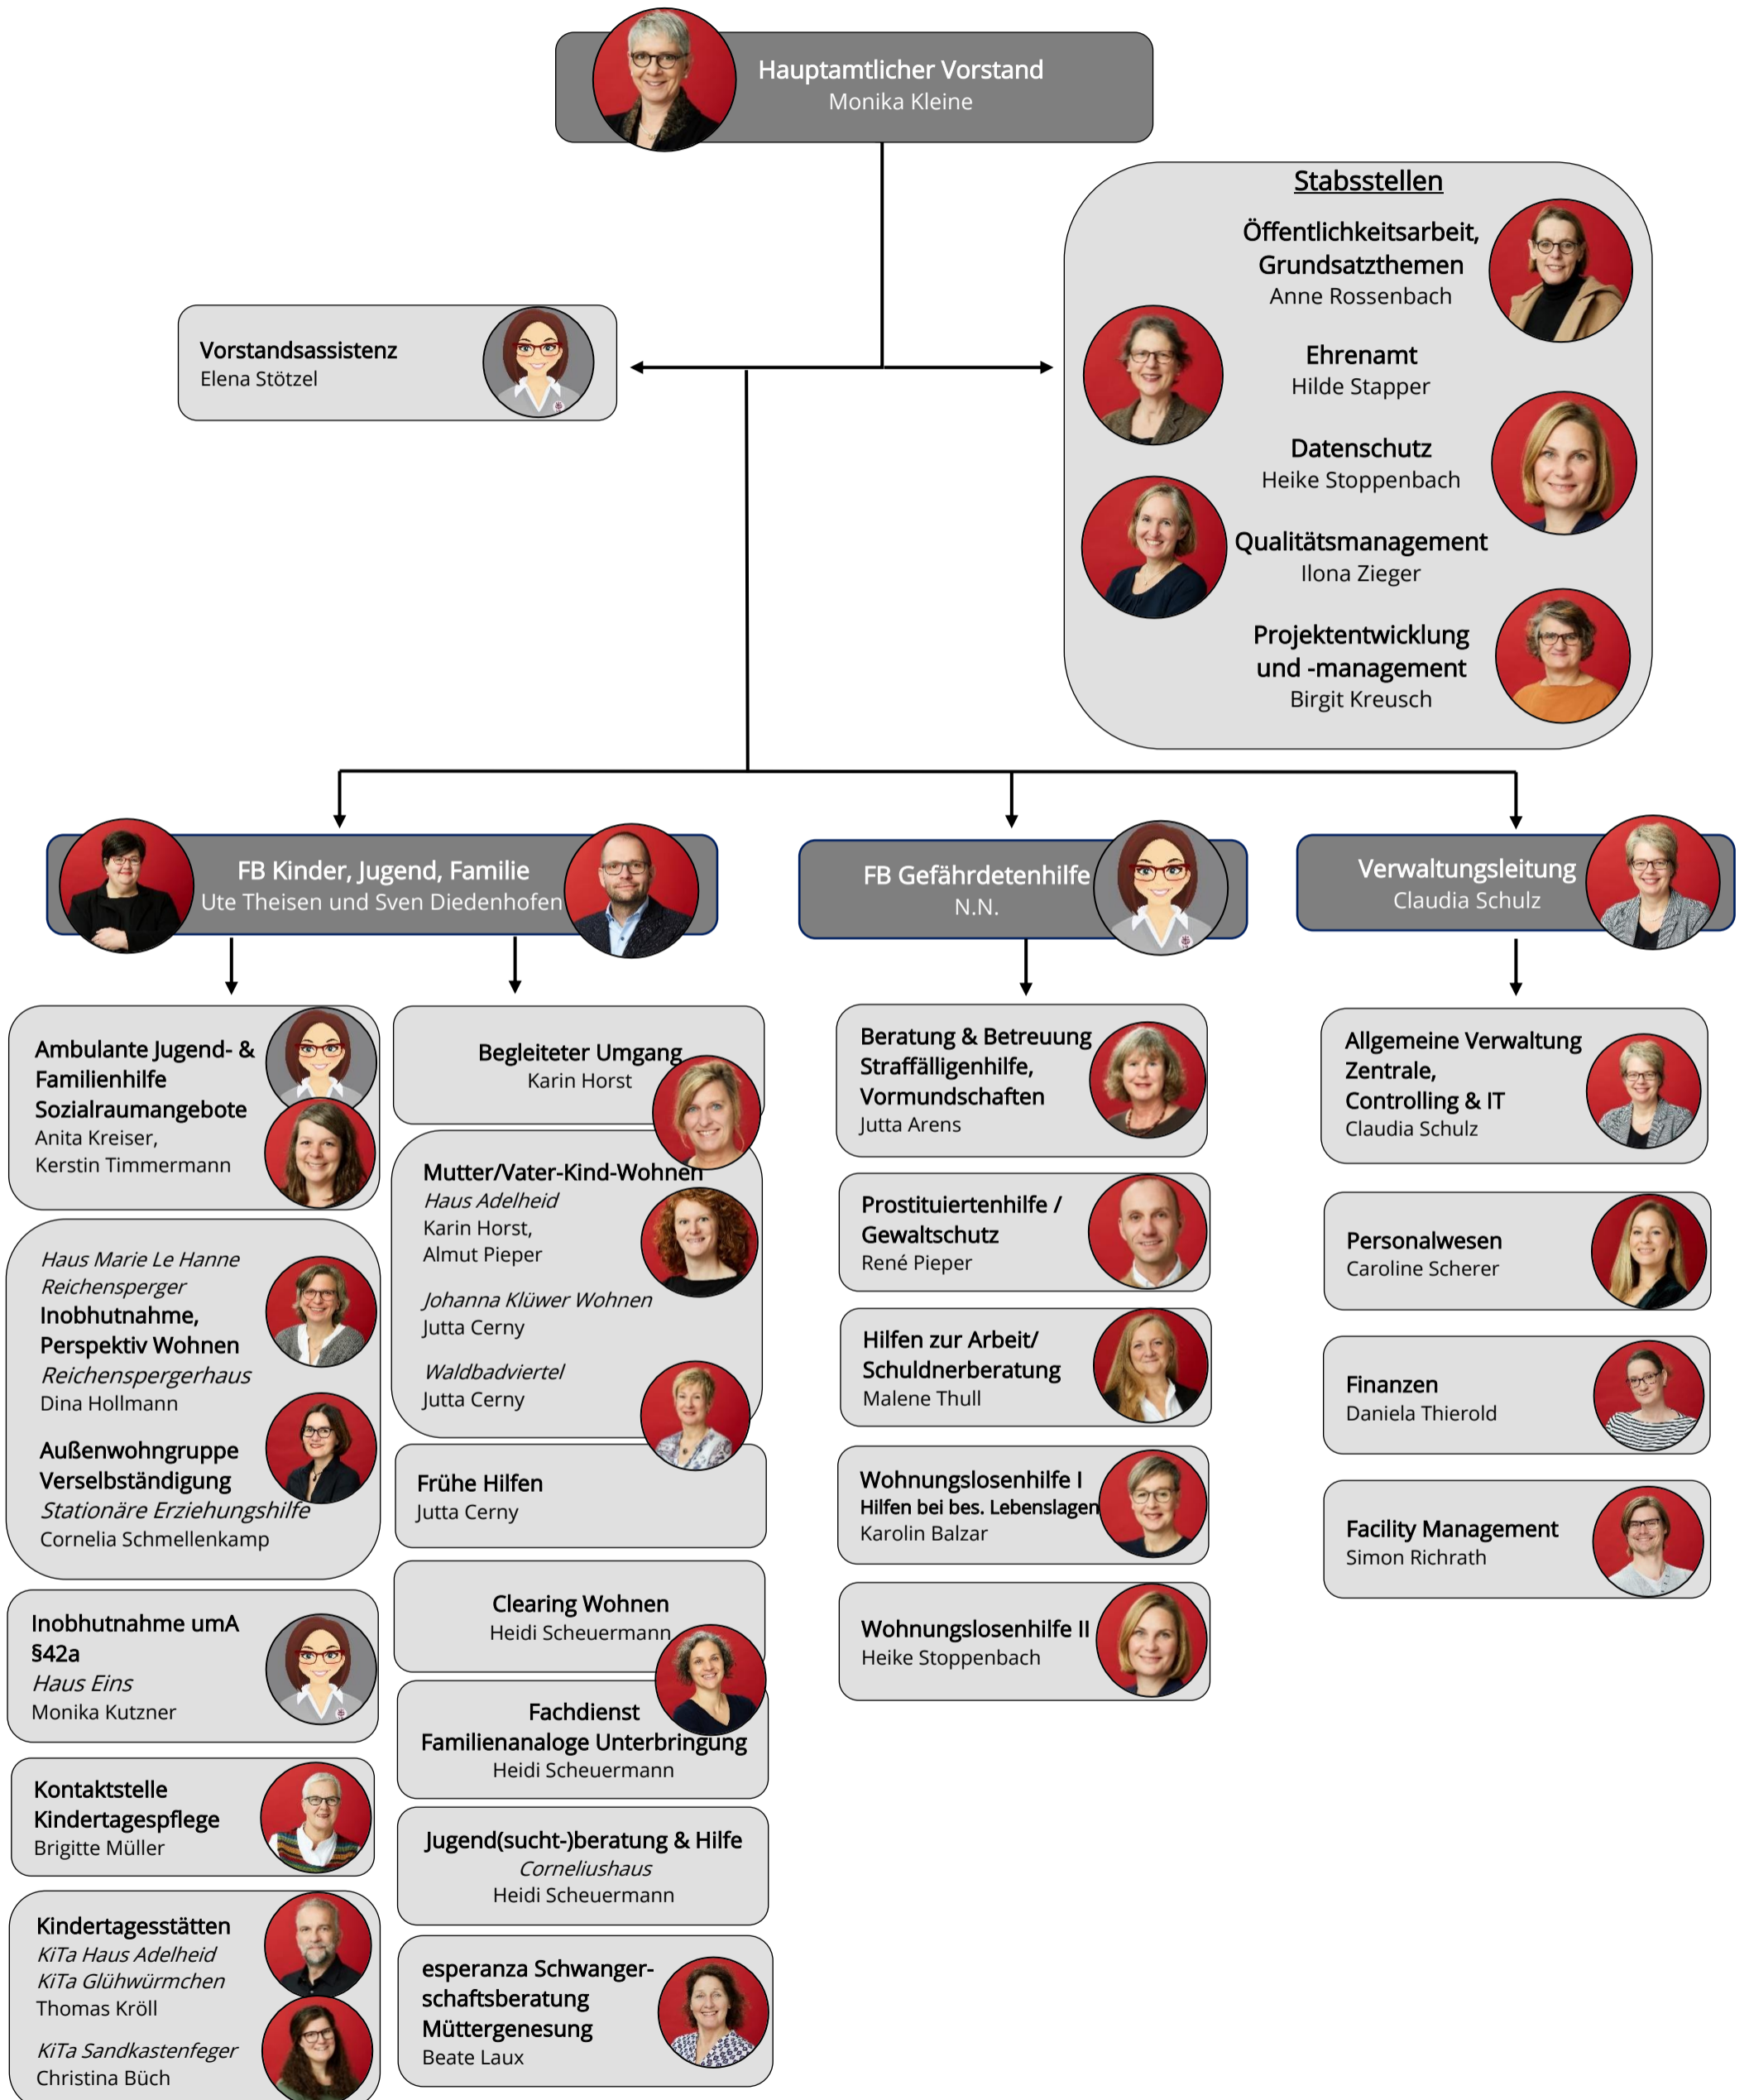 Hauptamtlicher Vorstand
Monika Kleine
Stabsstellen
Öffentlichkeitsarbeit,
Grundsatzthemen
Anne Rossenbach
Ehrenamt
Hilde Stapper
Datenschutz
Heike Stoppenbach
Qualitätsmanagement
Ilona Zieger
Projektentwicklung
und -management
Birgit Kreusch
Vorstandsassistenz
Elena Stötzel
FB Kinder, Jugend, Familie
Ute Theisen und Sven Diedenhofen
FB Gefährdetenhilfe
N.N.
Verwaltungsleitung
Claudia Schulz
Ambulante Jugend- &
Familienhilfe
Sozialraumangebote
Anita Kreiser,
Kerstin Timmermann
Haus Marie Le Hanne
Reichensperger
Inobhutnahme,
Perspektiv Wohnen
Reichenspergerhaus
Dina Hollmann
Außenwohngruppe
Verselbständigung
Stationäre Erziehungshilfe
Cornelia Schmellenkamp
Inobhutnahme umA
§42a
Haus Eins
Monika Kutzner
Kontaktstelle
Kindertagespflege
Brigitte Müller
Kindertagesstätten
KiTa Haus Adelheid
KiTa Glühwürmchen
Thomas Kröll
KiTa Sandkastenfeger
Christina Büch
Begleiteter Umgang
Karin Horst
Mutter/Vater-Kind-Wohnen
Haus Adelheid
Karin Horst,
Almut Pieper
Johanna Klüwer Wohnen
Jutta Cerny
Waldbadviertel
Jutta Cerny
Frühe Hilfen
Jutta Cerny
Clearing Wohnen
Heidi Scheuermann
Fachdienst
Familienanaloge Unterbringung
Heidi Scheuermann
Jugend(sucht-)beratung & Hilfe
Corneliushaus
Heidi Scheuermann
esperanza Schwanger-
schaftsberatung
Müttergenesung
Beate Laux
Beratung & Betreuung
Straffälligenhilfe,
Vormundschaften
Jutta Arens
Prostituiertenhilfe /
Gewaltschutz
René Pieper
Hilfen zur Arbeit/
Schuldnerberatung
Malene Thull
Wohnungslosenhilfe I
Hilfen bei bes. Lebenslagen
Karolin Balzar
Wohnungslosenhilfe II
Heike Stoppenbach
Allgemeine Verwaltung
Zentrale,
Controlling & IT
Claudia Schulz
Personalwesen
Caroline Scherer
Finanzen
Daniela Thierold
Facility Management
Simon Richrath